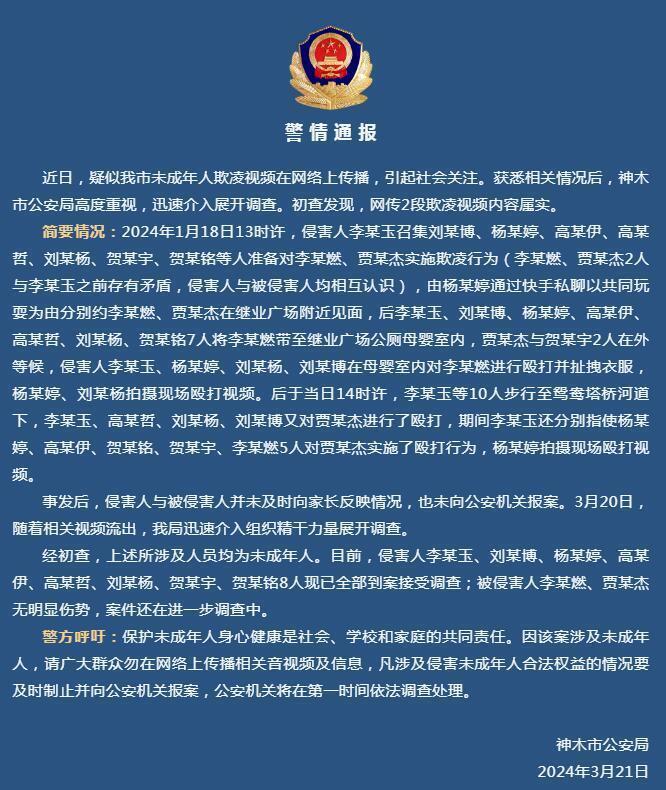 警情通报
近日，疑似我市未成年人欺凌视频在网络上传播，引起社会关注。获悉相关情况后，神木
市公安局高度重视，迅速介入展开调查。初查发现，网传2段欺凌视频内容属实。
简要情况：2024年1月18日13时许，侵害人李某玉召集刘某博、杨某婷、高某伊、高某
哲、刘某杨、贺某宇、贺某铭等人准备对李某燃、贾某杰实施欺凌行为（李某燃、贾某杰2人
与李某玉之前存有矛盾，侵害人与被侵害人均相互认识），由杨某婷通过快手私聊以共同玩
耍为由分别约李某燃、贾某杰在继业广场附近见面，后李某玉、刘某博、杨某婷、高某伊、
高某哲、刘某杨、贺某铭7人将李某燃带至继业广场公厕母婴室内，贾某杰与贺某宇2人在外
等候，侵害人李某玉、杨某婷、刘某杨、刘某博在母婴室内对李某燃进行殴打并扯拽衣服，
杨某婷、刘某杨拍摄现场殴打视频。后于当日14时许，李某玉等10人步行至鸳鸯塔桥河道
下，李某玉、高某哲、刘某杨、刘某博又对贾某杰进行了殴打，期间李某玉还分别指使杨某
婷、高某伊、贺某铭、贺某宇、李某燃5人对贾某杰实施了殴打行为，杨某婷拍摄现场殴打视
频。
事发后，侵害人与被侵害人并未及时向家长反映情况，也未向公安机关报案。3月20日，
随着相关视频流出，我局迅速介入组织精干力量展开调查。
经初查，上述所涉及人员均为未成年人。目前，侵害人李某玉、刘某博、杨某婷、高某
伊、高某哲、刘某杨、贺某宇、贺某铭8人现已全部到案接受调查；被侵害人李某燃、贾某杰
无明显伤势，案件还在进一步调查中。
警方呼吁：保护未成年人身心健康是社会、学校和家庭的共同责任。因该案涉及未成年
人，请广大群众勿在网络上传播相关音视频及信息，凡涉及侵害未成年人合法权益的情况要
及时制止并向公安机关报案，公安机关将在第一时间依法调查处理。
神木市公安局
2024年3月21日